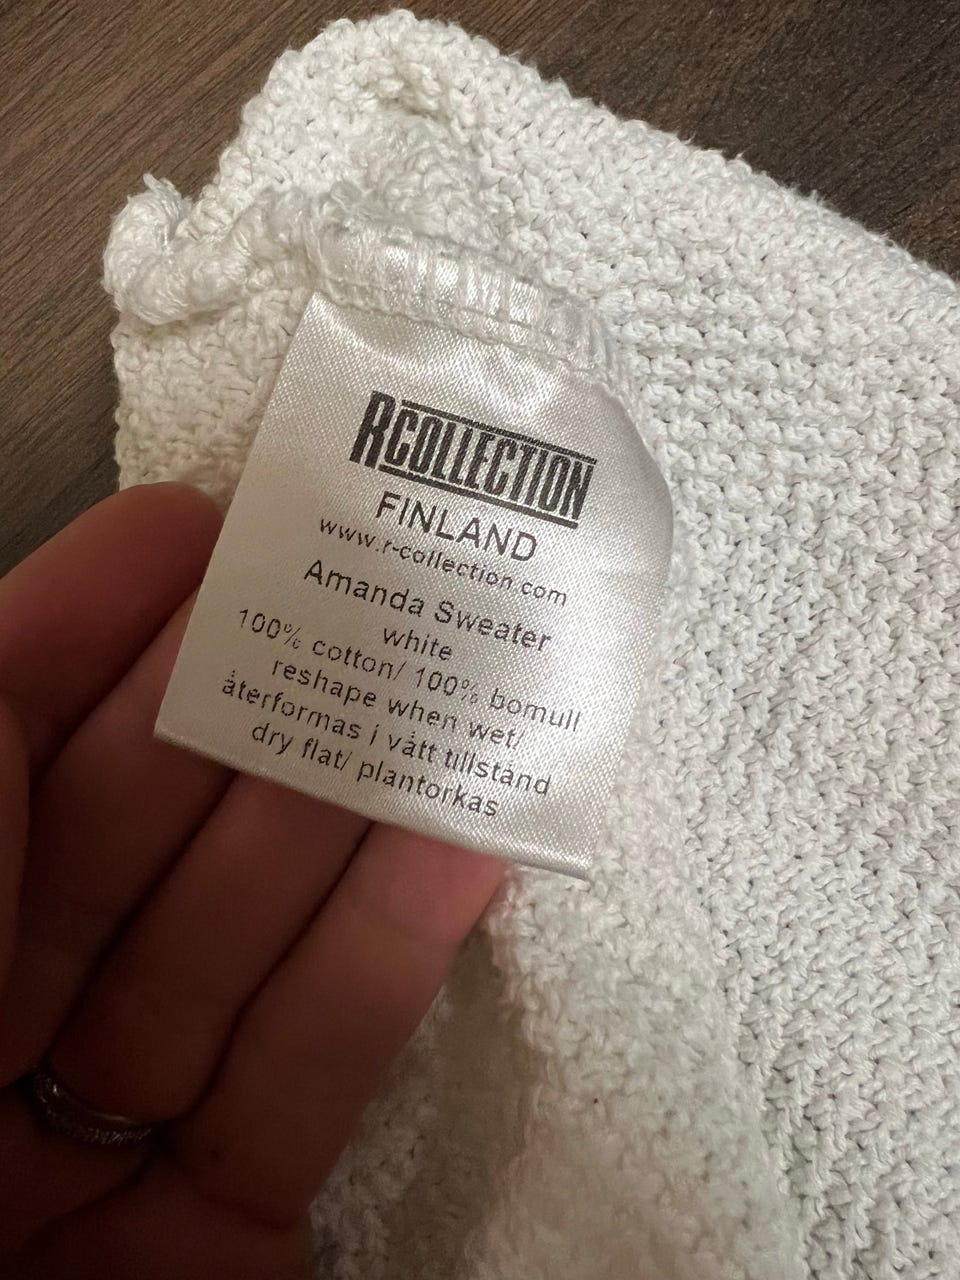 RCOLLECTION
FINLAND
www.r-collection.com
Amanda Sweater
white
100% cotton/ 100% bomull
reshape when wet/
återformas i vått tillstånd
dry flat/ plantorkas